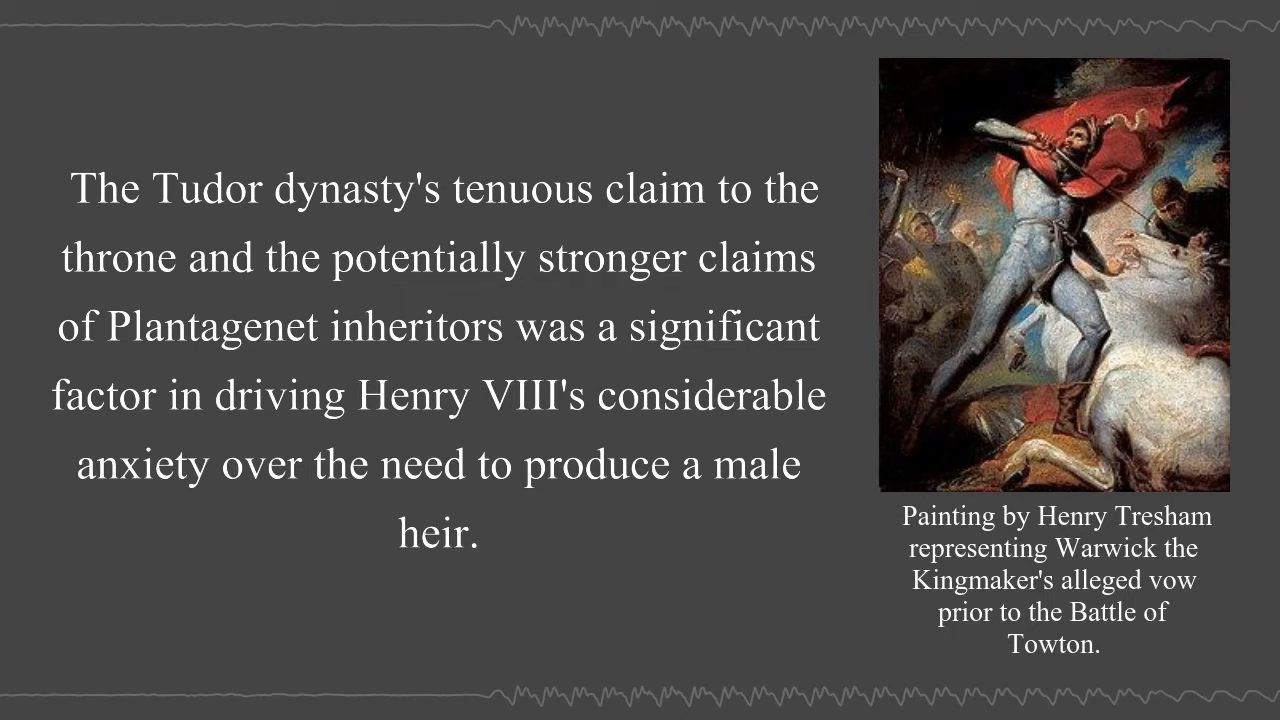 The Tudor dynasty's tenuous claim to the
throne and the potentially stronger claims
of Plantagenet inheritors was a significant
factor in driving Henry VIII's considerable
anxiety over the need to produce a male
heir.
Painting by Henry Tresham
representing Warwick the
Kingmaker's alleged vow
prior to the Battle of
Towton.